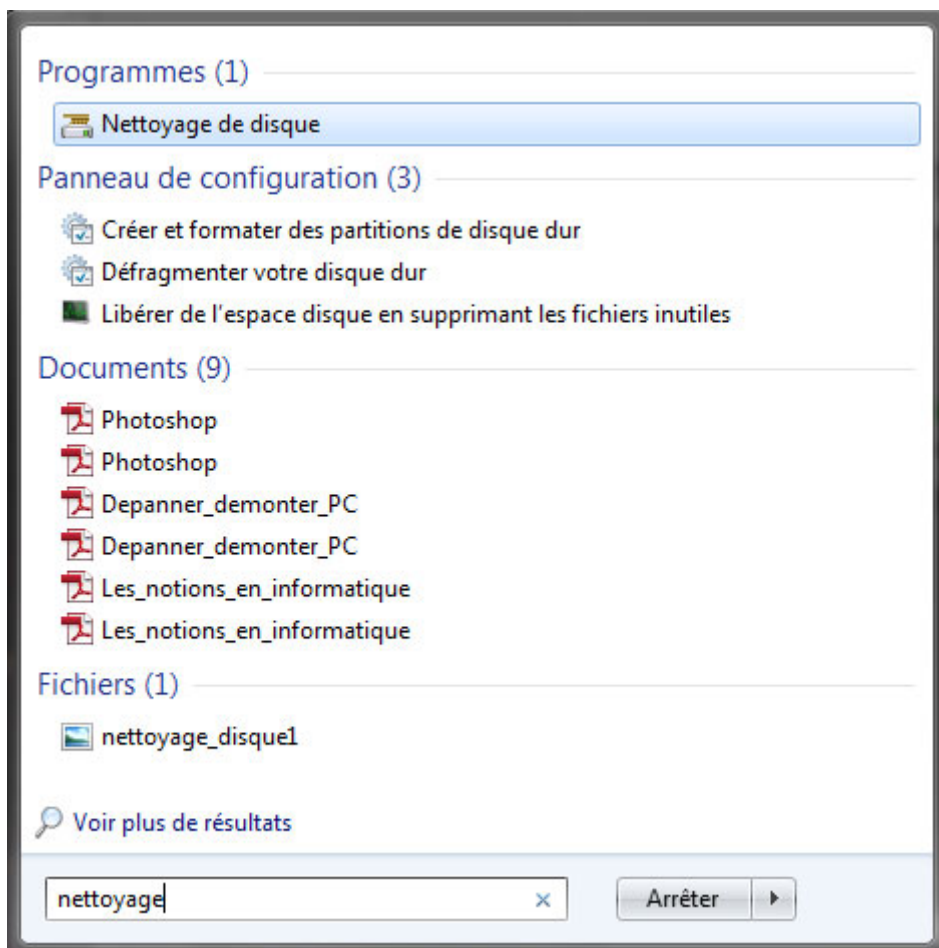 Programmes (1)
Nettoyage de disque
Panneau de configuration (3)
Créer et formater des partitions de disque dur
Défragmenter votre disque dur
Libérer de l'espace disque en supprimant les fichiers inutiles
Documents (9)
Photoshop
Photoshop
Depanner_demonter_PC
Depanner_demonter_PC
Les_notions_en_informatique
Les_notions_en_informatique
Fichiers (1)
nettoyage_disque1
Voir plus de résultats
nettoyage
Arrêter